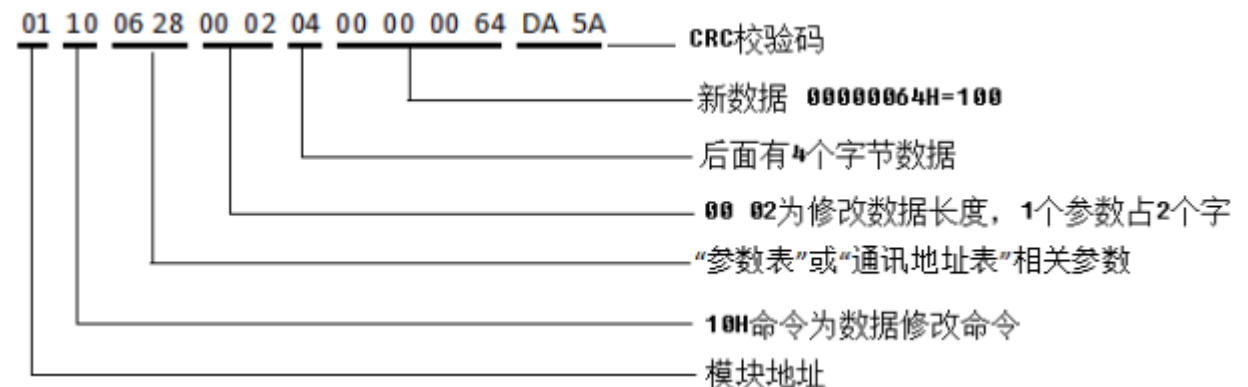 01 10 06 28 00 02 04 00 00 00 64 DA 5A
CRC校验码
新数据 00000064H=100
后面有4个字节数据
00 02为修改数据长度，1个参数占2个字
“参数表”或“通讯地址表”相关参数
10H命令为数据修改命令
模块地址